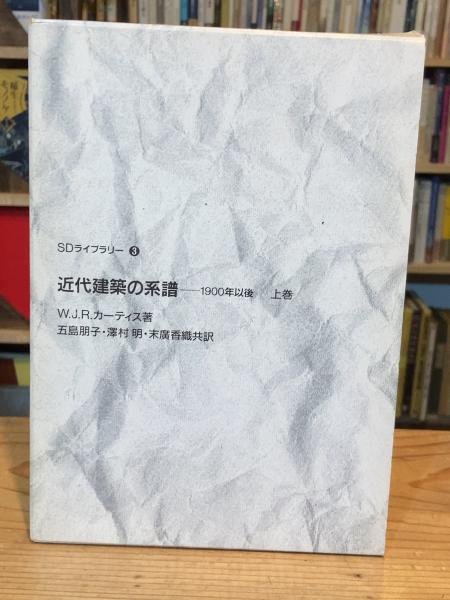 SDライブラリー ❸
近代建築の系譜——1900年以後 上巻
W.J.R.カーティス著
五島朋子・澤村 明・末廣香織共訳